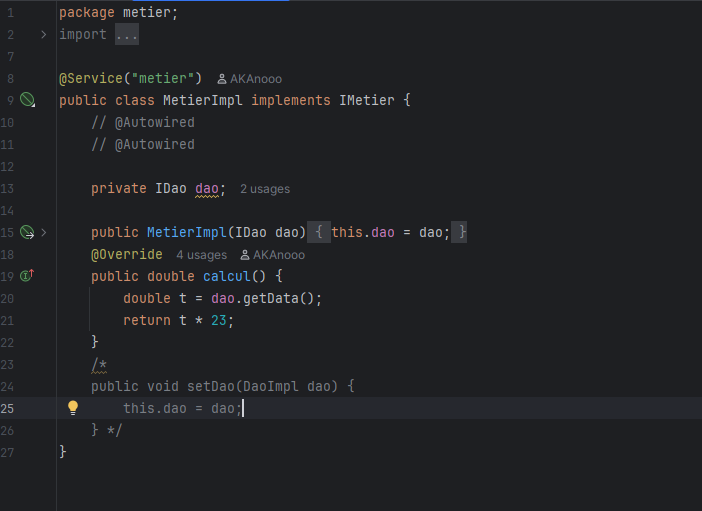 1 package metier;
2 import ...
7
8 @Service("metier") AKAnooo
9 public class MetierImpl implements IMetier {
10 // @Autowired
11 // @Autowired
12
13 private IDao dao; 2 usages
14
15 public MetierImpl(IDao dao) { this.dao = dao; }
18 @Override 4 usages AKAnooo
19 public double calcul() {
20 double t = dao.getData();
21 return t * 23;
22 }
23 /*
24 public void setDao(DaoImpl dao) {
25 this.dao = dao;
26 } */
27 }